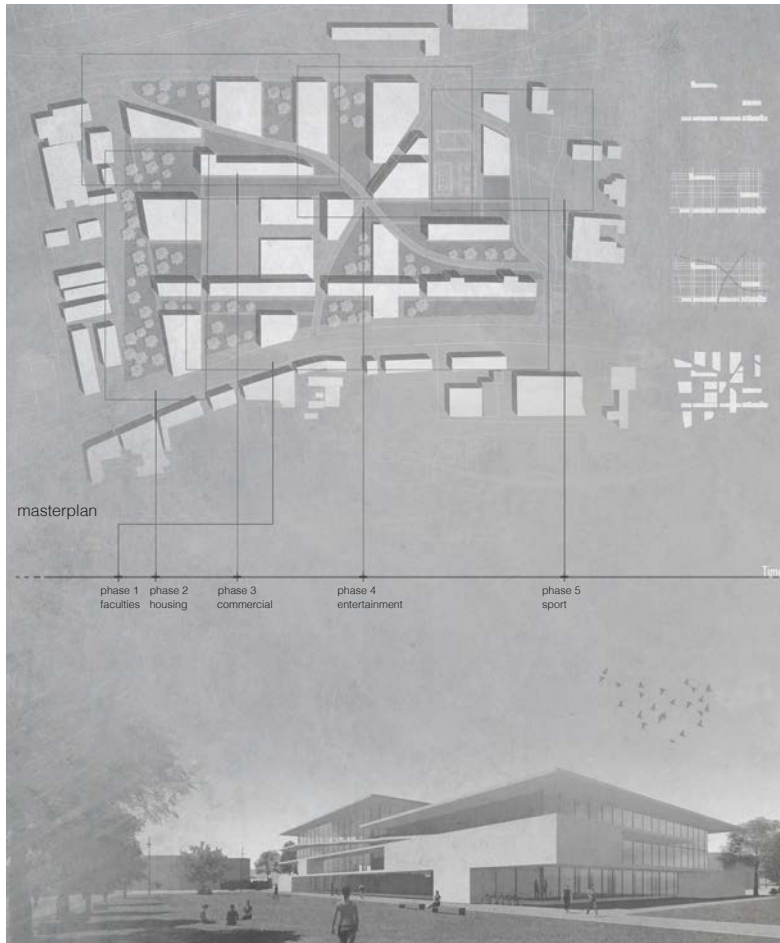 masterplan
Time
phase 1
faculties
phase 2
housing
phase 3
commercial
phase 4
entertainment
phase 5
sport